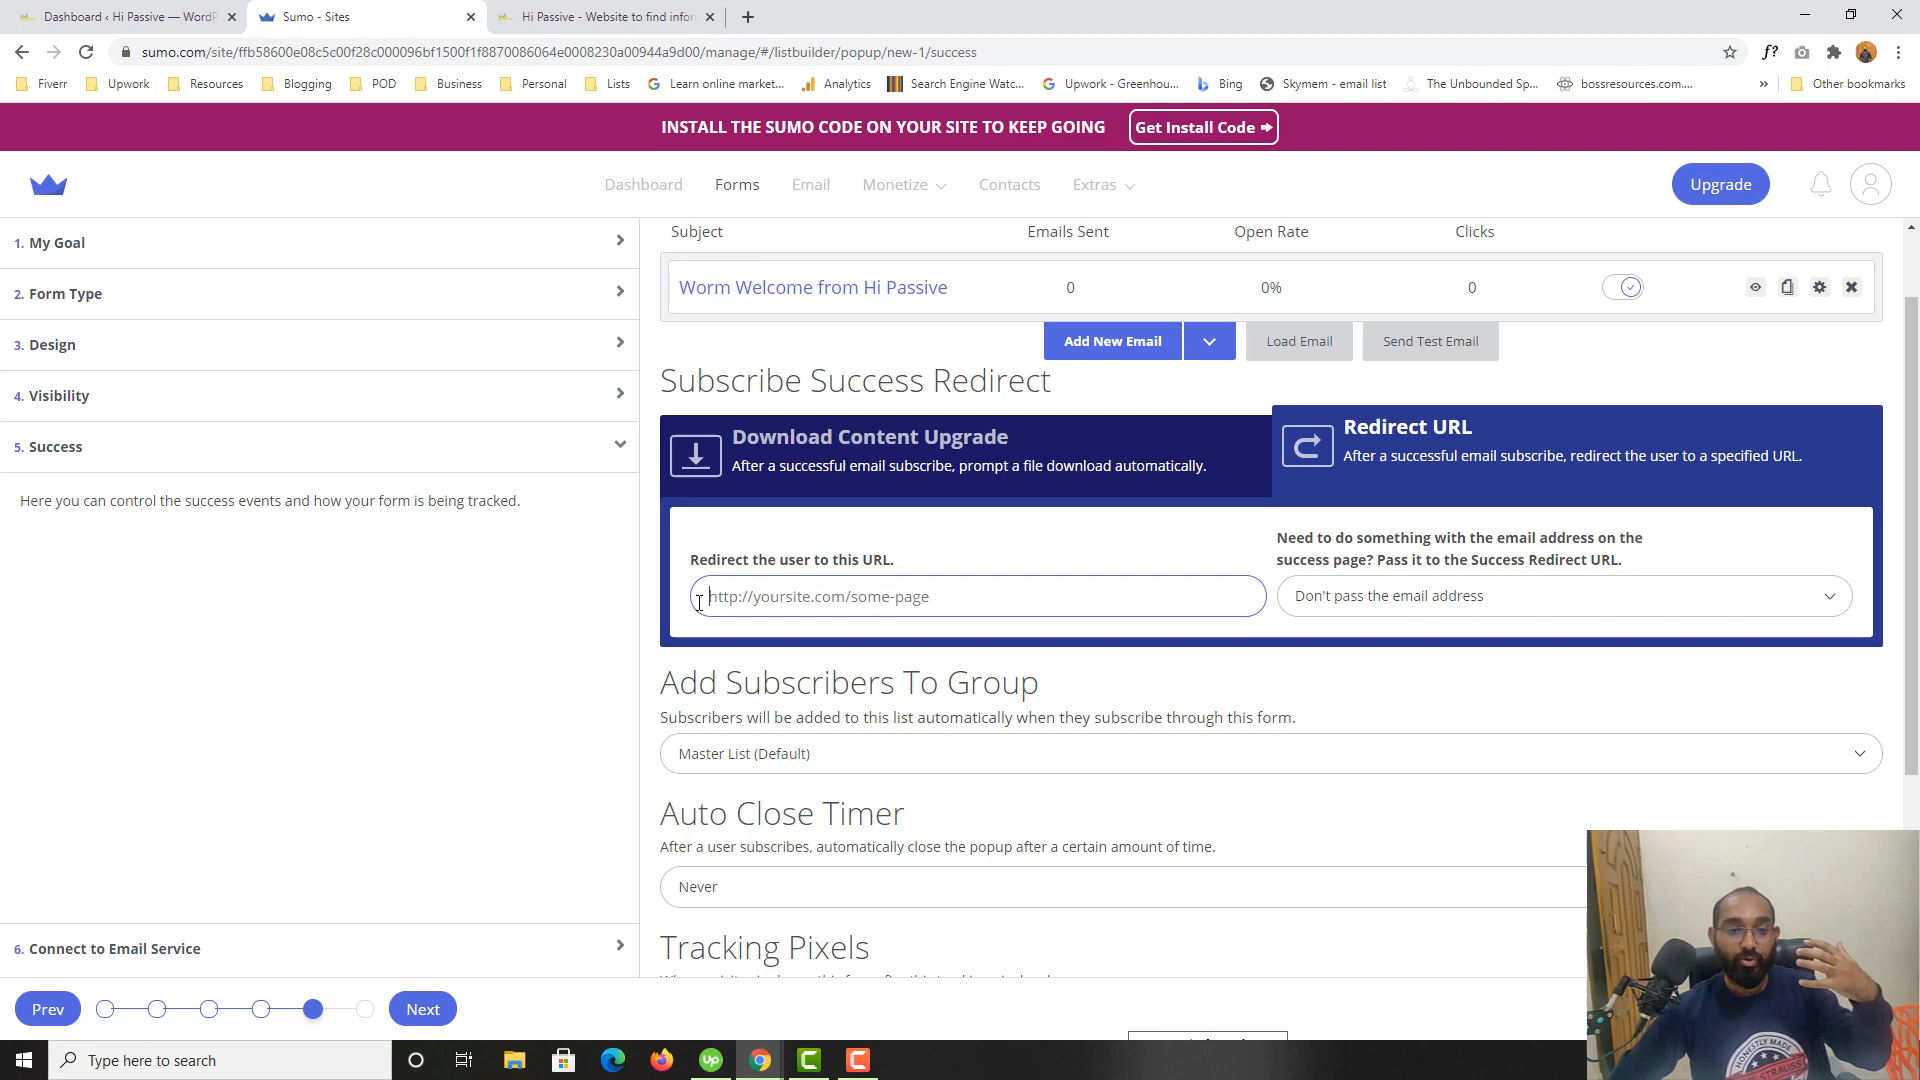 Dashboard ‹ Hi Passive — WordP
Sumo - Sites
Hi Passive - Website to find infor
sumo.com/site/ffb58600e08c5c00f28c000096bf1500f1f8870086064e0008230a00944a9d00/manage/#/listbuilder/popup/new-1/success
f?
Fiverr
Upwork
Resources
Blogging
POD
Business
Personal
Lists
Learn online market...
Analytics
Search Engine Watc...
Upwork - Greenhou...
Bing
Skymem - email list
The Unbounded Sp...
bossresources.com....
»
Other bookmarks
INSTALL THE SUMO CODE ON YOUR SITE TO KEEP GOING
Get Install Code
Dashboard
Forms
Email
Monetize
Contacts
Extras
Upgrade
1. My Goal
2. Form Type
3. Design
4. Visibility
5. Success
Here you can control the success events and how your form is being tracked.
6. Connect to Email Service
Prev
Next
Subject
Emails Sent
Open Rate
Clicks
Worm Welcome from Hi Passive
0
0%
0
Add New Email
Load Email
Send Test Email
Subscribe Success Redirect
Download Content Upgrade
After a successful email subscribe, prompt a file download automatically.
Redirect URL
After a successful email subscribe, redirect the user to a specified URL.
Redirect the user to this URL.
http://yoursite.com/some-page
Need to do something with the email address on the
success page? Pass it to the Success Redirect URL.
Don't pass the email address
Add Subscribers To Group
Subscribers will be added to this list automatically when they subscribe through this form.
Master List (Default)
Auto Close Timer
After a user subscribes, automatically close the popup after a certain amount of time.
Never
Tracking Pixels
HONESTLY MADE
STRAUSS
Type here to search
up